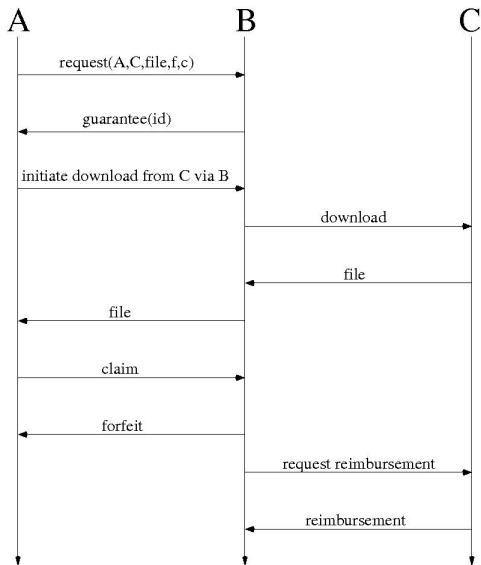 A B C
request(A,C,file,f,c)
guarantee(id)
initiate download from C via B
download
file
file
claim
forfeit
request reimbursement
reimbursement